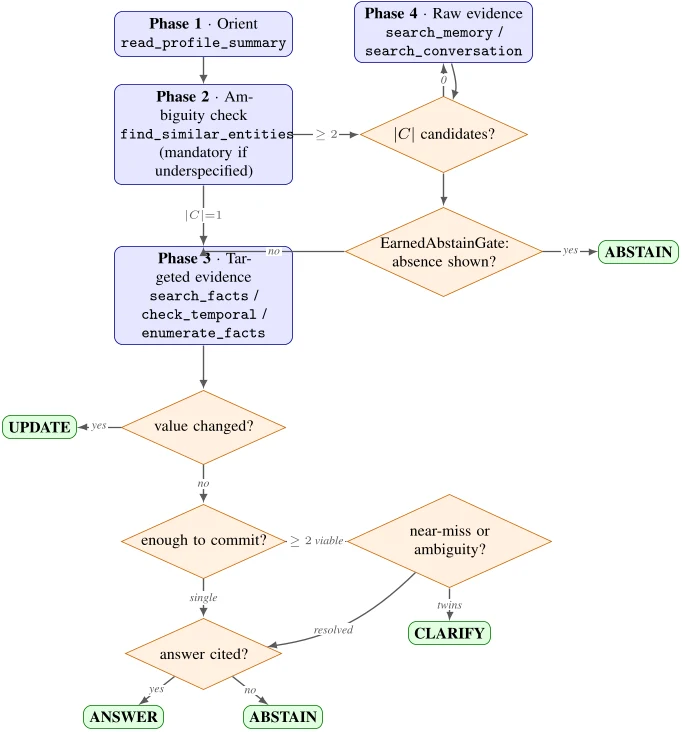 Phase 1 · Orient
read_profile_summary
Phase 4 · Raw evidence
search_memory /
search_conversation
0
Phase 2 · Am-
biguity check
find_similar_entities
(mandatory if
underspecified)
≥ 2
|C| candidates?
|C|=1
EarnedAbstainGate:
absence shown?
yes
ABSTAIN
no
Phase 3 · Tar-
geted evidence
search_facts /
check_temporal /
enumerate_facts
value changed?
yes
UPDATE
no
enough to commit?
≥ 2 viable
near-miss or
ambiguity?
single
twins
CLARIFY
resolved
answer cited?
yes
no
ANSWER
ABSTAIN